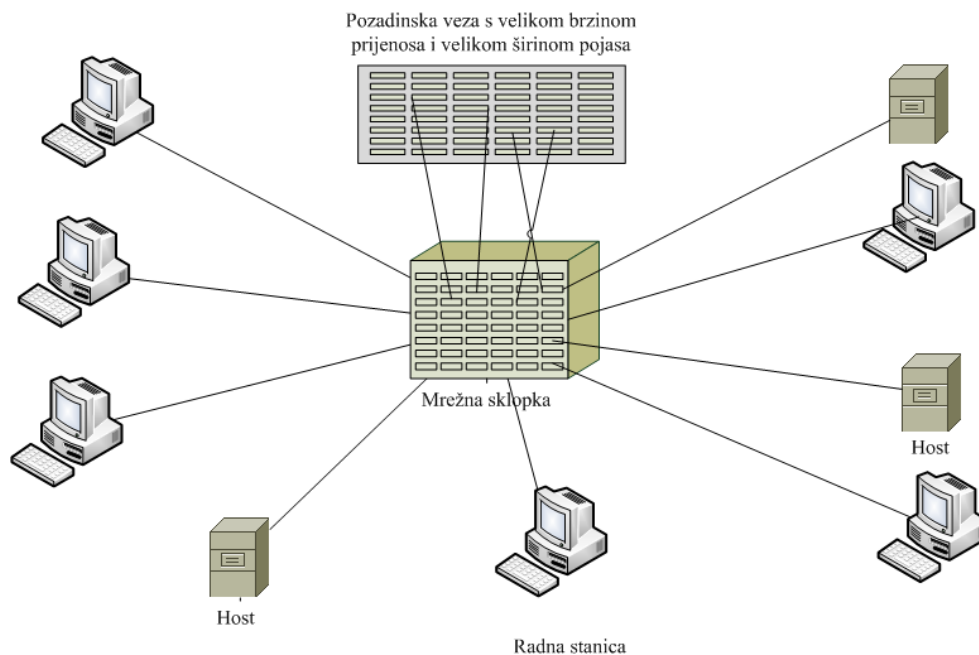 Pozadinska veza s velikom brzinom
prijenosa i velikom širinom pojasa
Mrežna sklopka
Host
Host
Radna stanica